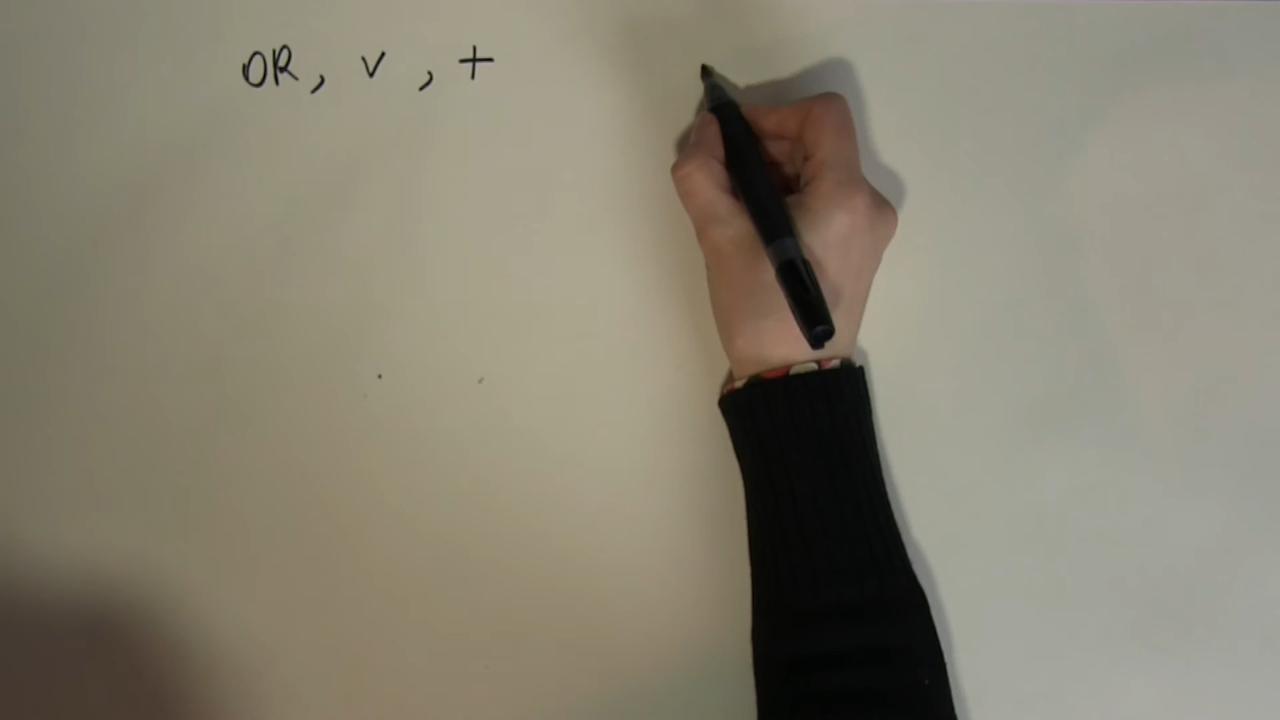 OR, v, +